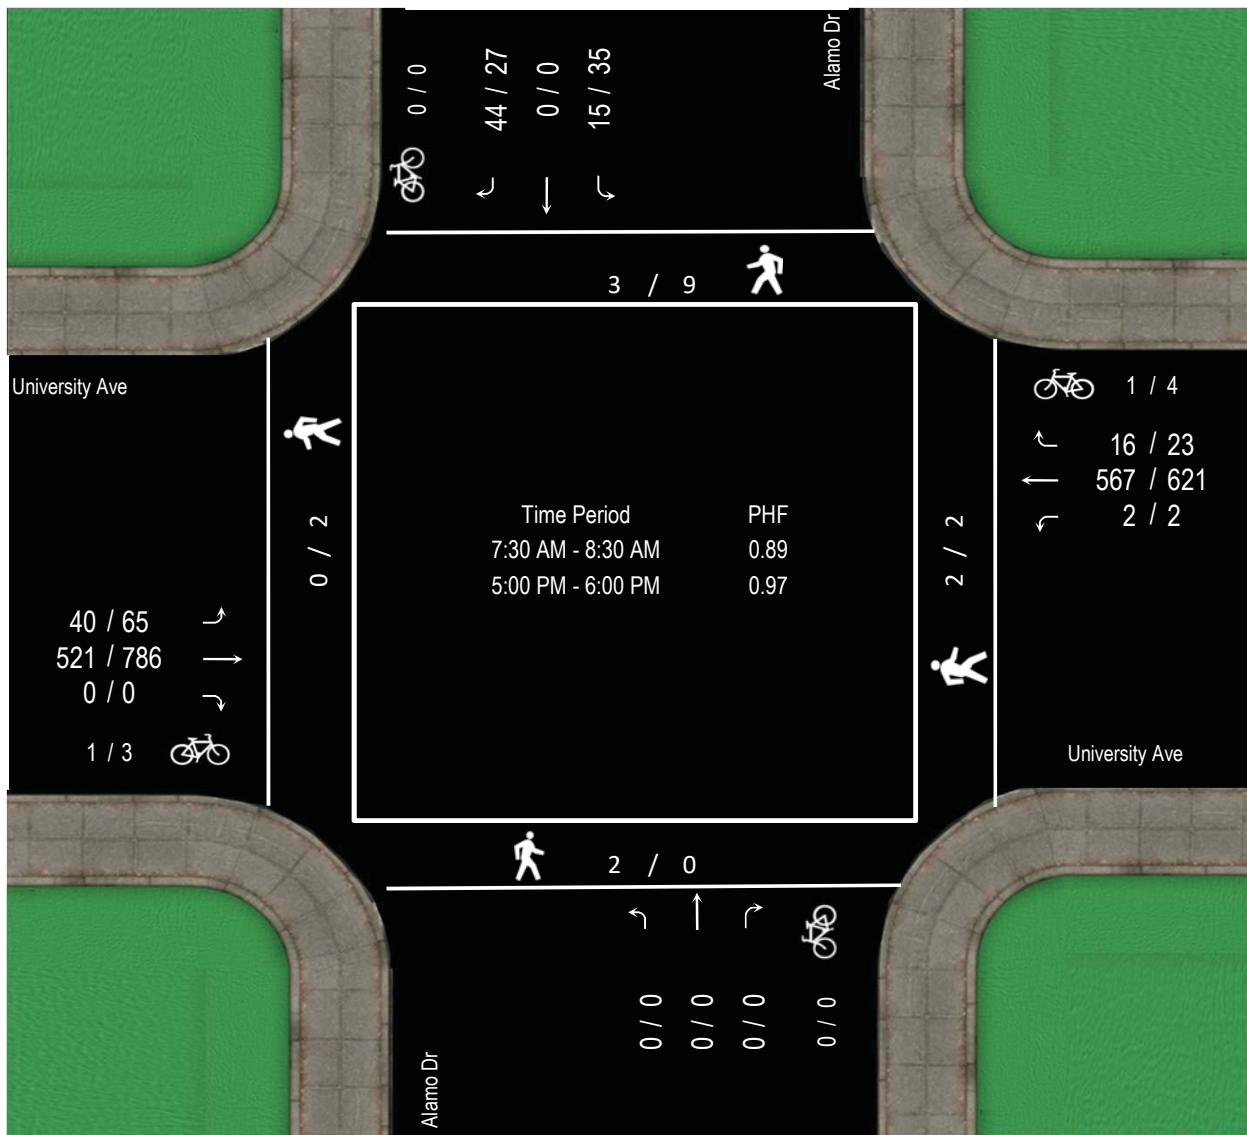 Alamo Dr
0 / 0
44 / 27
0 / 0
15 / 35
3 / 9
University Ave
1 / 4
16 / 23
567 / 621
2 / 2
0 / 2
Time Period PHF
7:30 AM - 8:30 AM 0.89
5:00 PM - 6:00 PM 0.97
2 / 2
40 / 65
521 / 786
0 / 0
1 / 3
University Ave
2 / 0
0 / 0
0 / 0
0 / 0
0 / 0
Alamo Dr